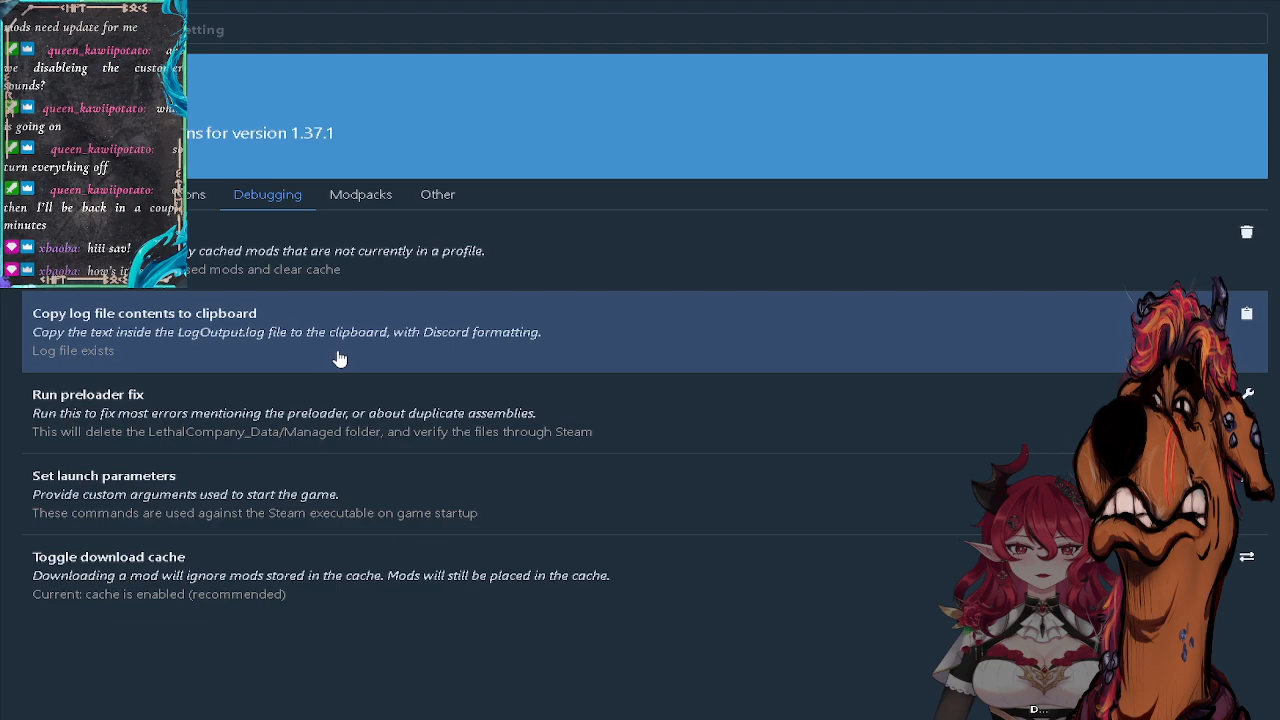 mods need update for me
queen_kawiipotato: a
we disableing the custom
sounds?
queen_kawiipotato: wh
is going on
queen_kawiipotato: so
turn everything off
queen_kawiipotato:
then I'll be back in a coup
minutes
xbaoba: hiii sav!
xbaoba: how's i
etting
ns for version 1.37.1
ons
Debugging
Modpacks
Other
y cached mods that are not currently in a profile.
sed mods and clear cache
Copy log file contents to clipboard
Copy the text inside the LogOutput.log file to the clipboard, with Discord formatting.
Log file exists
Run preloader fix
Run this to fix most errors mentioning the preloader, or about duplicate assemblies.
This will delete the LethalCompany_Data/Managed folder, and verify the files through Steam
Set launch parameters
Provide custom arguments used to start the game.
These commands are used against the Steam executable on game startup
Toggle download cache
Downloading a mod will ignore mods stored in the cache. Mods will still be placed in the cache.
Current: cache is enabled (recommended)
D...